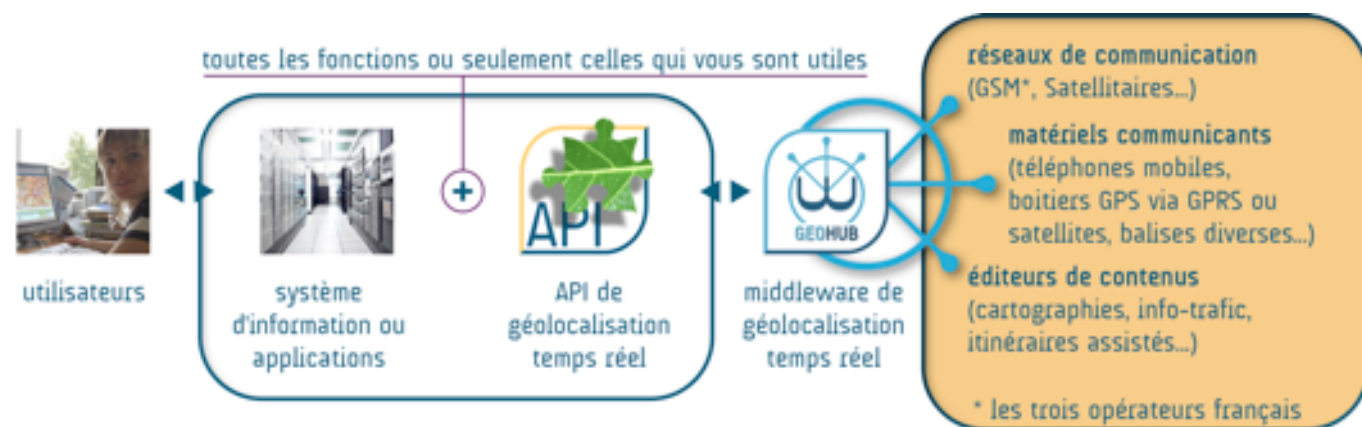 toutes les fonctions ou seulement celles qui vous sont utiles
utilisateurs
système
d'information ou
applications
API
API de
géolocalisation
temps réel
GEOHUB
middleware de
géolocalisation
temps réel
réseaux de communication
(GSM*, Satellitaires...)
matériels communicants
(téléphones mobiles,
boitiers GPS via GPRS ou
satellites, balises diverses...)
éditeurs de contenus
(cartographies, info-trafic,
itinéraires assistés...)
* les trois opérateurs français